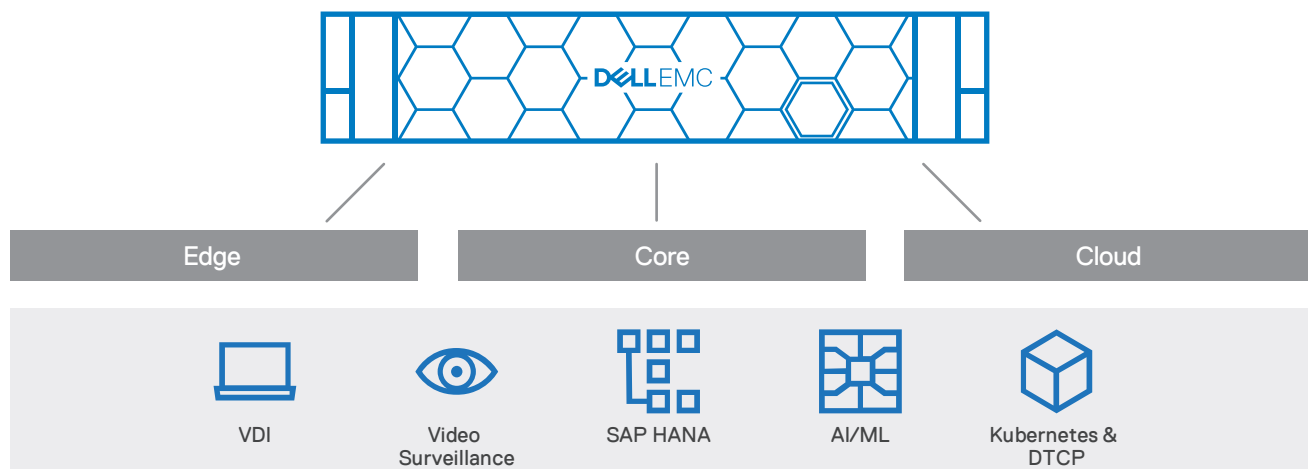 DELLEMC
Edge
Core
Cloud
VDI
Video
Surveillance
SAP HANA
AI/ML
Kubernetes &
DTCP